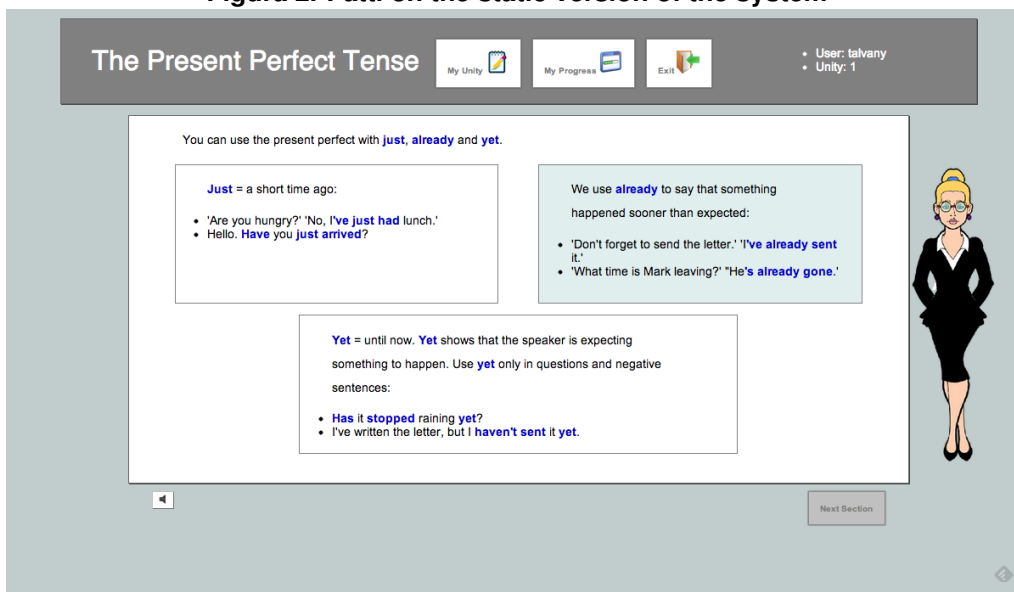 Figura 2. Patti on the Static Version of the System
The Present Perfect Tense
My Unity
My Progress
Exit
• User: talvany
• Unity: 1
You can use the present perfect with just, already and yet.
Just = a short time ago:
• 'Are you hungry?' 'No, I've just had lunch.'
• Hello. Have you just arrived?
We use already to say that something
happened sooner than expected:
• 'Don't forget to send the letter.' 'I've already sent
it.'
• 'What time is Mark leaving?' "He's already gone.'
Yet = until now. Yet shows that the speaker is expecting
something to happen. Use yet only in questions and negative
sentences:
• Has it stopped raining yet?
• I've written the letter, but I haven't sent it yet.
Next Section